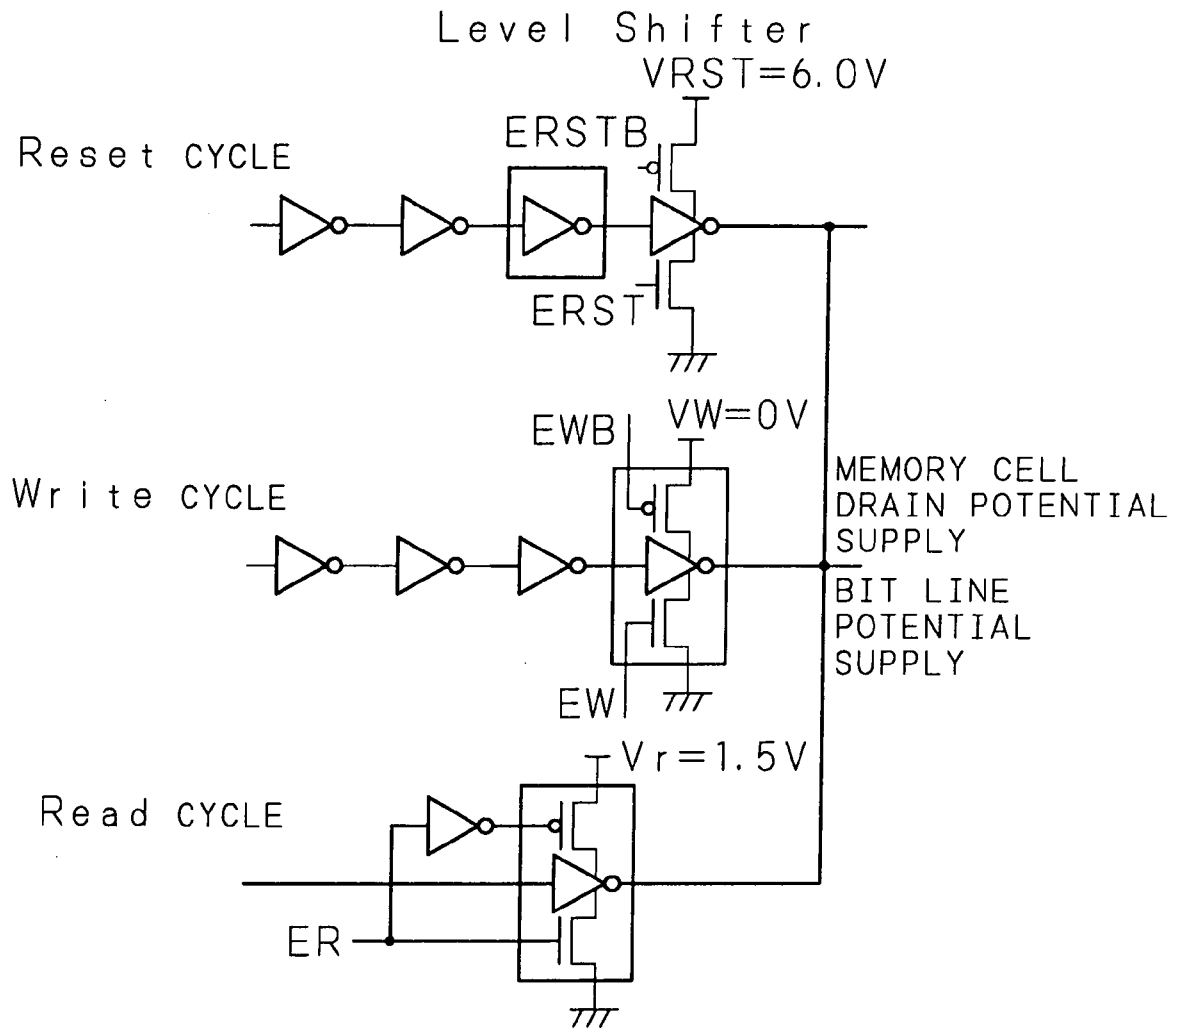 Level Shifter
VRST=6.0V
ERSTB
Reset CYCLE
ERST
VW=0V
EWB
Write CYCLE
MEMORY CELL
DRAIN POTENTIAL
SUPPLY
BIT LINE
POTENTIAL
SUPPLY
EW
Vr=1.5V
Read CYCLE
ER